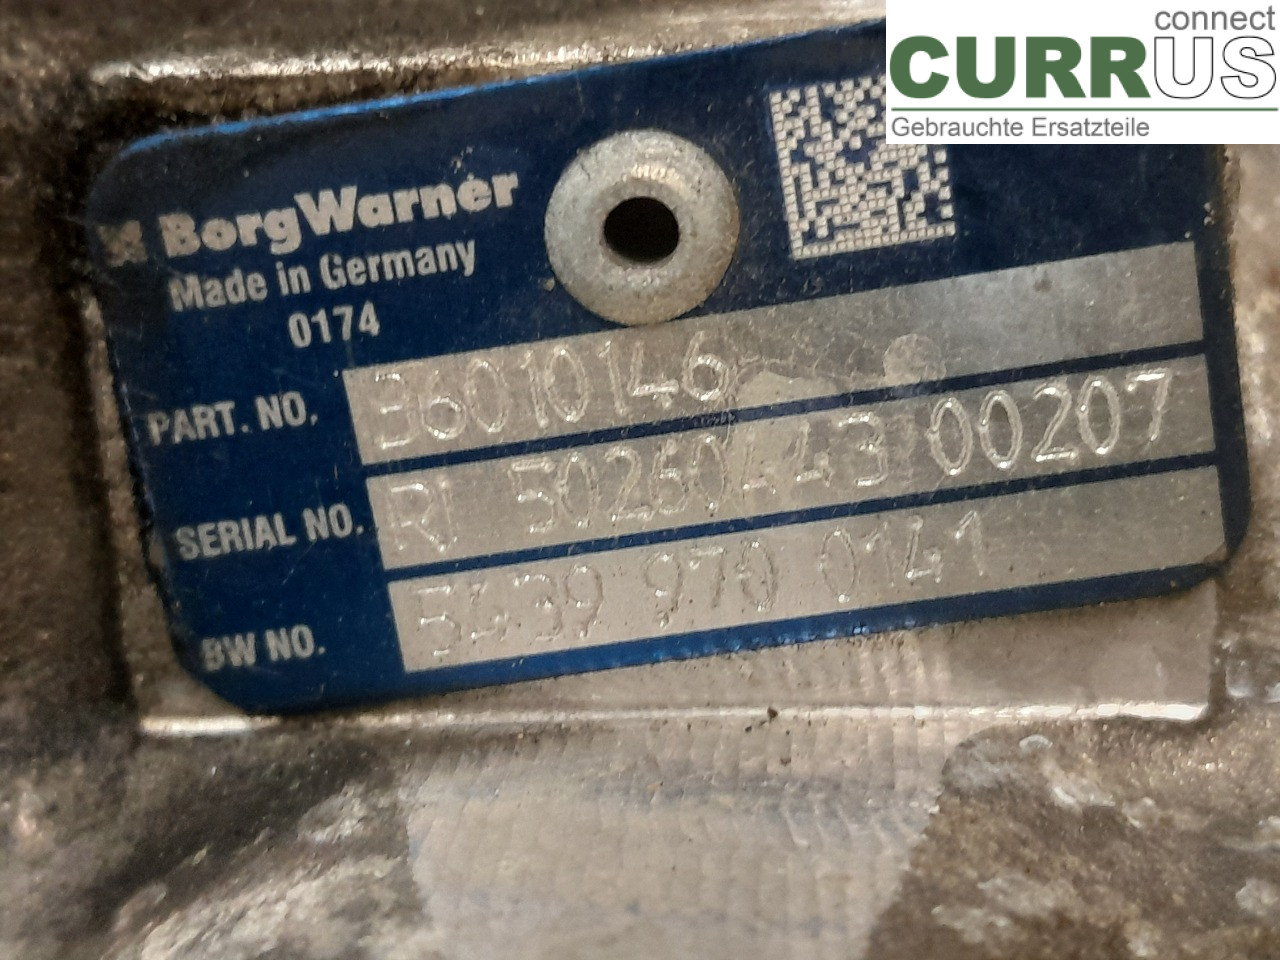 connect
CURRUS
Gebrauchte Ersatzteile
BorgWarner
Made in Germany
0174
PART. NO. 36010146
SERIAL NO. RI 50260443 00207
BW NO. 5439 970 0141